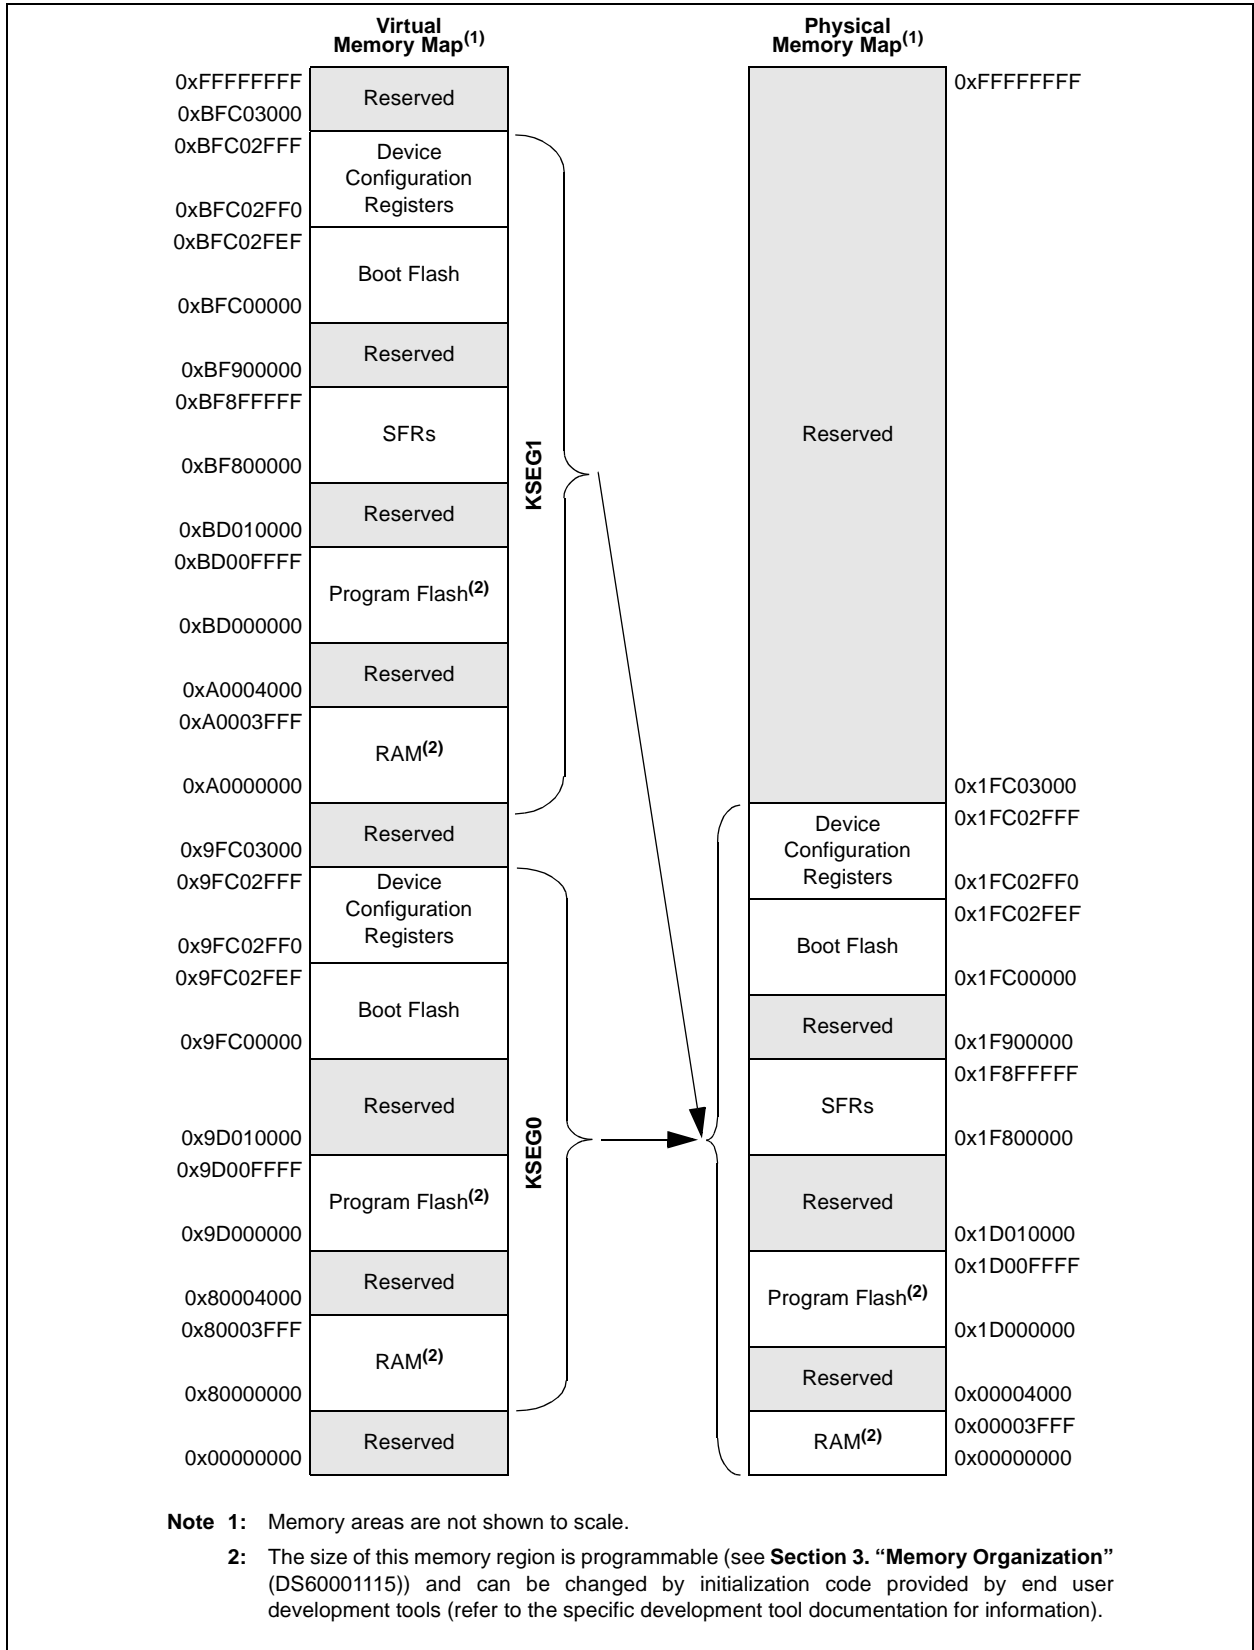 Virtual
Memory Map(1)
0xFFFFFFFF
Reserved
0xBFC03000
0xBFC02FFF
Device
Configuration
Registers
0xBFC02FF0
0xBFC02FEF
Boot Flash
0xBFC00000
Reserved
0xBF900000
0xBF8FFFFF
SFRs
0xBF800000
Reserved
0xBD010000
0xBD00FFFF
Program Flash(2)
0xBD000000
Reserved
0xA0004000
0xA0003FFF
RAM(2)
0xA0000000
Reserved
0x9FC03000
0x9FC02FFF
Device
Configuration
Registers
0x9FC02FF0
0x9FC02FEF
Boot Flash
0x9FC00000
Reserved
0x9D010000
0x9D00FFFF
Program Flash(2)
0x9D000000
Reserved
0x80004000
0x80003FFF
RAM(2)
0x80000000
Reserved
0x00000000
KSEG1
KSEG0
Physical
Memory Map(1)
0xFFFFFFFF
Reserved
0x1FC03000
0x1FC02FFF
Device
Configuration
Registers
0x1FC02FF0
0x1FC02FEF
Boot Flash
0x1FC00000
Reserved
0x1F900000
0x1F8FFFFF
SFRs
0x1F800000
Reserved
0x1D010000
0x1D00FFFF
Program Flash(2)
0x1D000000
Reserved
0x00004000
0x00003FFF
RAM(2)
0x00000000
Note 1: Memory areas are not shown to scale.
2: The size of this memory region is programmable (see Section 3. “Memory Organization”
(DS60001115)) and can be changed by initialization code provided by end user
development tools (refer to the specific development tool documentation for information).